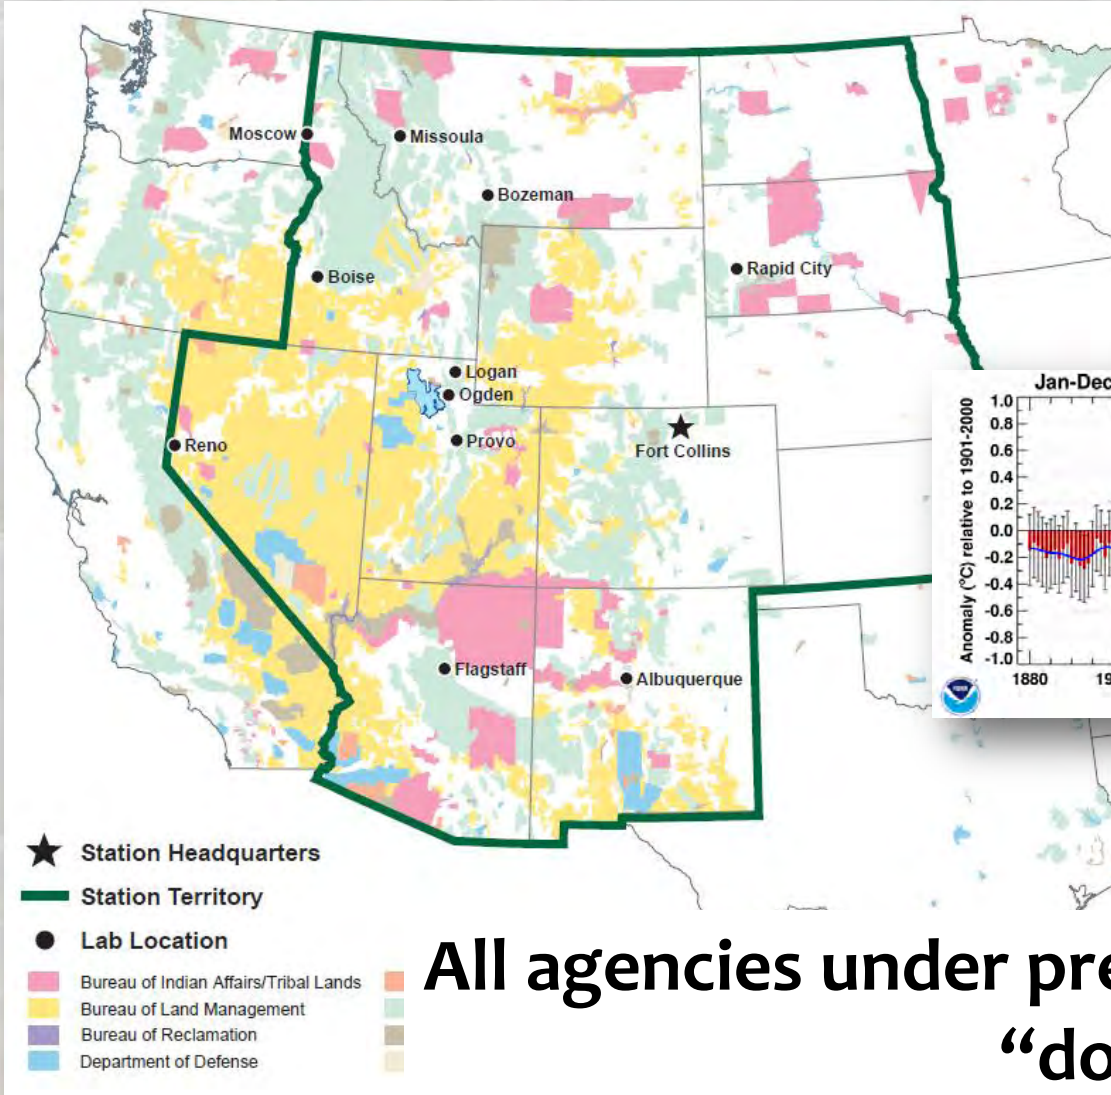 Moscow
Missoula
Bozeman
Boise
Rapid City
Logan
Ogden
Reno
Provo
Fort Collins
Flagstaff
Albuquerque
Jan-Dec
Anomaly (°C) relative to 1901-2000
1.0
0.8
0.6
0.4
0.2
0.0
-0.2
-0.4
-0.6
-0.8
-1.0
1880 19
Station Headquarters
Station Territory
Lab Location
Bureau of Indian Affairs/Tribal Lands
Bureau of Land Management
Bureau of Reclamation
Department of Defense
All agencies under pre
“do